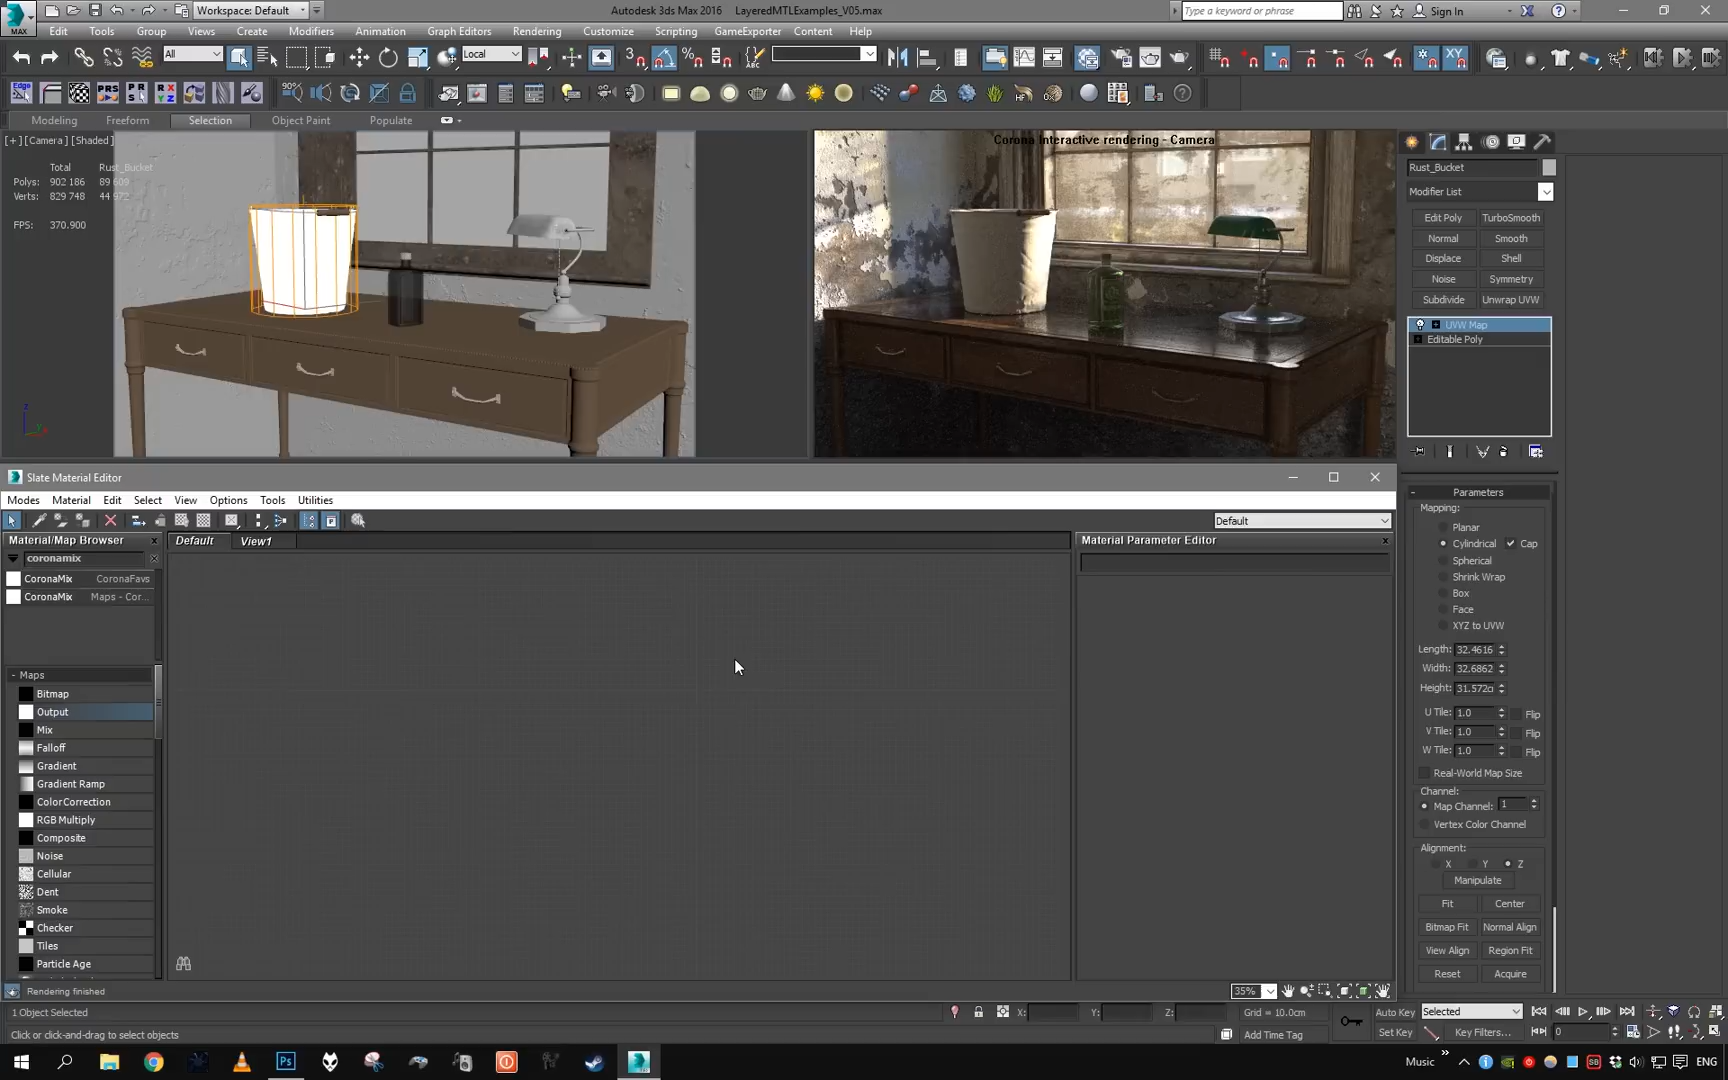 Workspace: Default
Autodesk 3ds Max 2016 LayeredMTLExamples_V05.max
Type a keyword or phrase
Sign In
MAX
Edit Tools Group Views Create Modifiers Animation Graph Editors Rendering Customize Scripting GameExporter Content Help
All
Local
XY
Modeling Freeform Selection Object Paint Populate
[+] [Camera] [Shaded]
Total Rust_Bucket
Polys: 902 186 89 609
Verts: 829 748
FPS: 370.900
Corona Interactive rendering - Camera
Rust_Bucket
Modifier List
Edit Poly TurboSmooth
Normal Smooth
Displace Shell
Noise Symmetry
Subdivide Unwrap UVW
UVW Map
Editable Poly
Slate Material Editor
Modes Material Edit Select View Options Tools Utilities
Default
Material/Map Browser
Default View1
Material Parameter Editor
coronamix
CoronaMix CoronaFavs
CoronaMix Maps - Cor...
- Maps
Bitmap
Output
Mix
Falloff
Gradient
Gradient Ramp
ColorCorrection
RGB Multiply
Composite
Noise
Cellular
Dent
Smoke
Checker
Tiles
Particle Age
- Parameters
Mapping:
Planar
Cylindrical Cap
Spherical
Shrink Wrap
Box
Face
XYZ to UVW
Length: 32.4616
Width: 32.6862
Height: 31.572c
U Tile: 1.0 Flip
V Tile: 1.0 Flip
W Tile: 1.0 Flip
Real-World Map Size
Channel:
Map Channel: 1
Vertex Color Channel
Alignment:
X Y Z
Manipulate
Fit Center
Bitmap Fit Normal Align
View Align Region Fit
Reset Acquire
Rendering finished
35%
1 Object Selected
X: Y: Z: Grid = 10.0cm
Auto Key Selected
Click or click-and-drag to select objects
Add Time Tag
Set Key Key Filters... 0
Music ENG